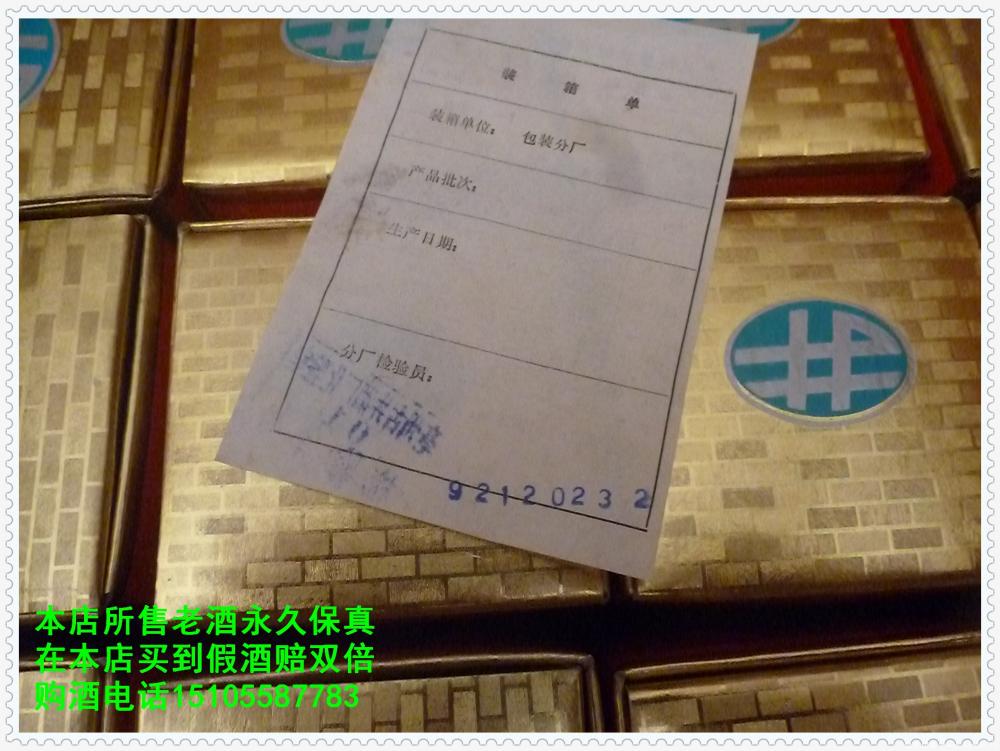 装 箱 单
装箱单位： 包装分厂
产品批次：
生产日期：
分厂检验员：
92120232
本店所售老酒永久保真
在本店买到假酒赔双倍
购酒电话15105587783